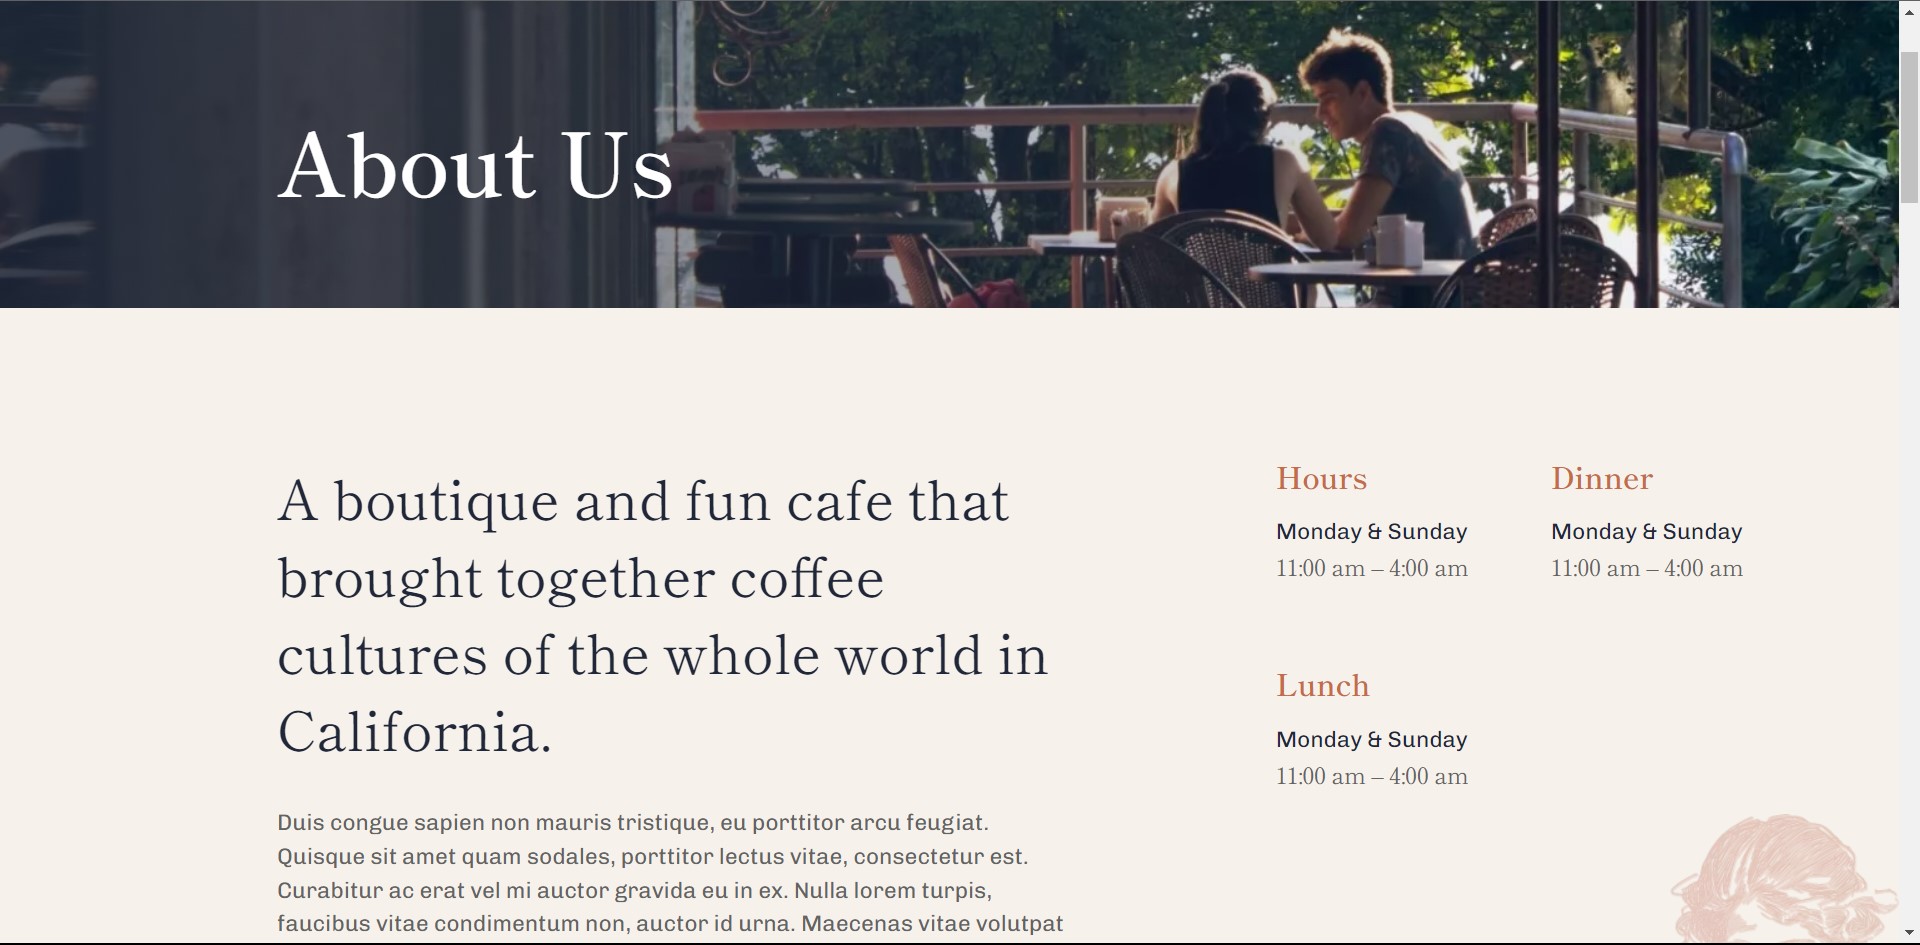 About Us
A boutique and fun cafe that
brought together coffee
cultures of the whole world in
California.
Duis congue sapien non mauris tristique, eu porttitor arcu feugiat.
Quisque sit amet quam sodales, porttitor lectus vitae, consectetur est.
Curabitur ac erat vel mi auctor gravida eu in ex. Nulla lorem turpis,
faucibus vitae condimentum non, auctor id urna. Maecenas vitae volutpat
Hours
Monday & Sunday
11:00 am – 4:00 am
Dinner
Monday & Sunday
11:00 am – 4:00 am
Lunch
Monday & Sunday
11:00 am – 4:00 am